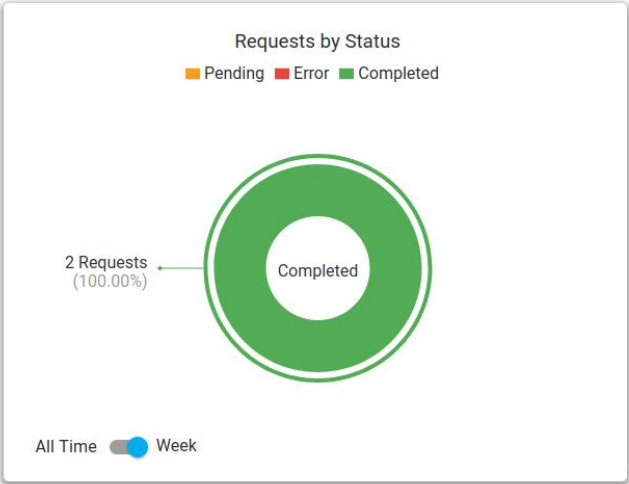 Requests by Status
Pending Error Completed
2 Requests
(100.00%)
Completed
All Time Week